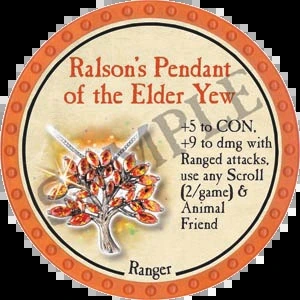 Ralson's Pendant
of the Elder Yew
+5 to CON,
+9 to dmg with
Ranged attacks,
use any Scroll
(2/game) &
Animal
Friend
Ranger
SAMPLE